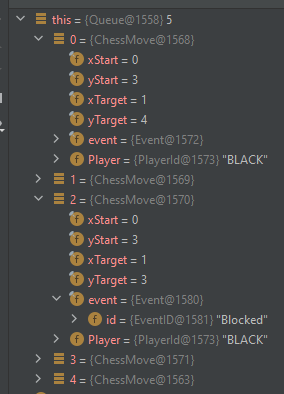 this = {Queue@1558} 5
0 = {ChessMove@1568}
f xStart = 0
f yStart = 3
f xTarget = 1
f yTarget = 4
f event = {Event@1572}
f Player = {PlayerId@1573} "BLACK"
1 = {ChessMove@1569}
2 = {ChessMove@1570}
f xStart = 0
f yStart = 3
f xTarget = 1
f yTarget = 3
f event = {Event@1580}
f id = {EventID@1581} "Blocked"
f Player = {PlayerId@1573} "BLACK"
3 = {ChessMove@1571}
4 = {ChessMove@1563}